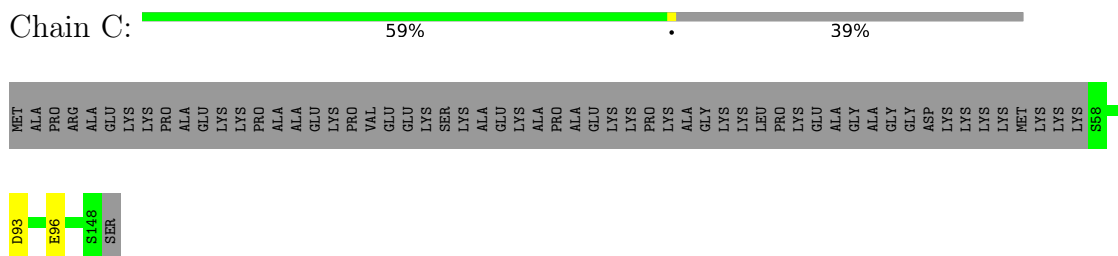 Chain C:
59% • 39%
MET ALA PRO ARG ALA GLU LYS LYS PRO ALA GLU LYS LYS PRO ALA ALA GLU LYS PRO VAL GLU GLU LYS SER LYS ALA GLU LYS ALA PRO ALA GLU LYS LYS PRO LYS ALA GLY LYS LYS LEU PRO LYS GLU ALA GLY ALA GLY GLY ASP LYS LYS LYS LYS MET LYS LYS LYS S58
D93 E96 S148 SER